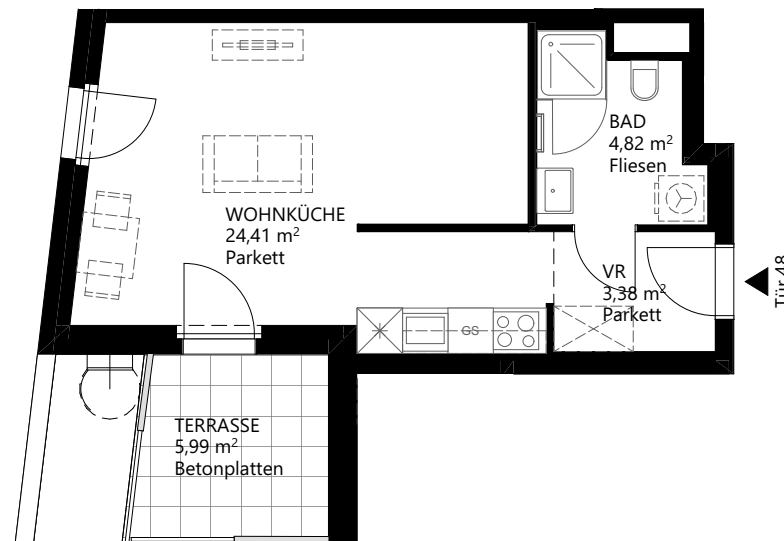 BAD
4,82 m²
Fliesen
WOHNKÜCHE
24,41 m²
Parkett
VR
3,38 m²
Parkett
Tür 48
GS
TERRASSE
5,99 m²
Betonplatten